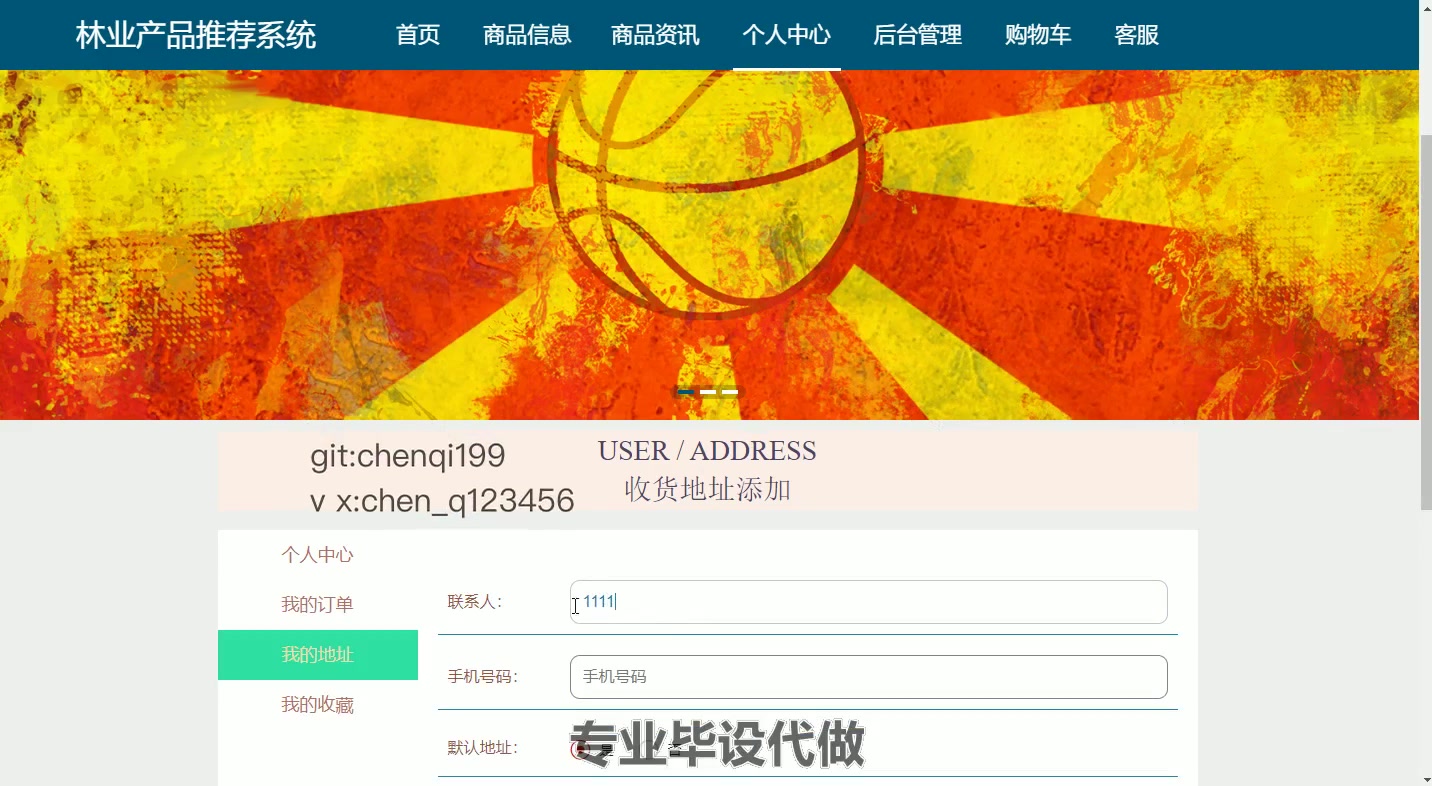 林业产品推荐系统 首页 商品信息 商品资讯 个人中心 后台管理 购物车 客服
git:chenqi199
v x:chen_q123456
USER / ADDRESS
收货地址添加
个人中心
我的订单
我的地址
我的收藏
联系人： 1111
手机号码： 手机号码
默认地址： 是 否
专业毕设代做